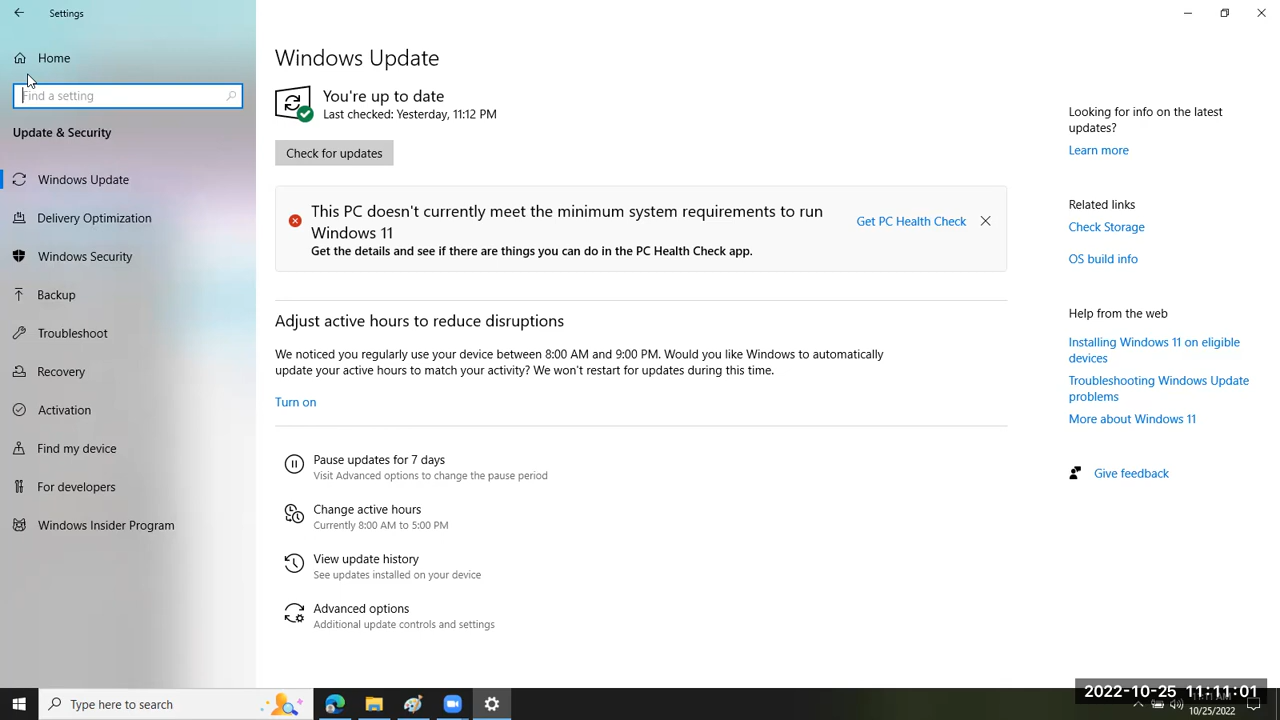 Settings
Home
Find a setting
Update & Security
Windows Update
Delivery Optimization
Windows Security
Backup
Troubleshoot
Recovery
Activation
Find my device
For developers
Windows Insider Program
Windows Update
You're up to date
Last checked: Yesterday, 11:12 PM
Check for updates
This PC doesn't currently meet the minimum system requirements to run
Windows 11
Get the details and see if there are things you can do in the PC Health Check app.
Get PC Health Check
Adjust active hours to reduce disruptions
We noticed you regularly use your device between 8:00 AM and 9:00 PM. Would you like Windows to automatically
update your active hours to match your activity? We won't restart for updates during this time.
Turn on
Pause updates for 7 days
Visit Advanced options to change the pause period
Change active hours
Currently 8:00 AM to 5:00 PM
View update history
See updates installed on your device
Advanced options
Additional update controls and settings
Looking for info on the latest
updates?
Learn more
Related links
Check Storage
OS build info
Help from the web
Installing Windows 11 on eligible
devices
Troubleshooting Windows Update
problems
More about Windows 11
Give feedback
Type here to search
2022-10-25 11:11:01
10/25/2022